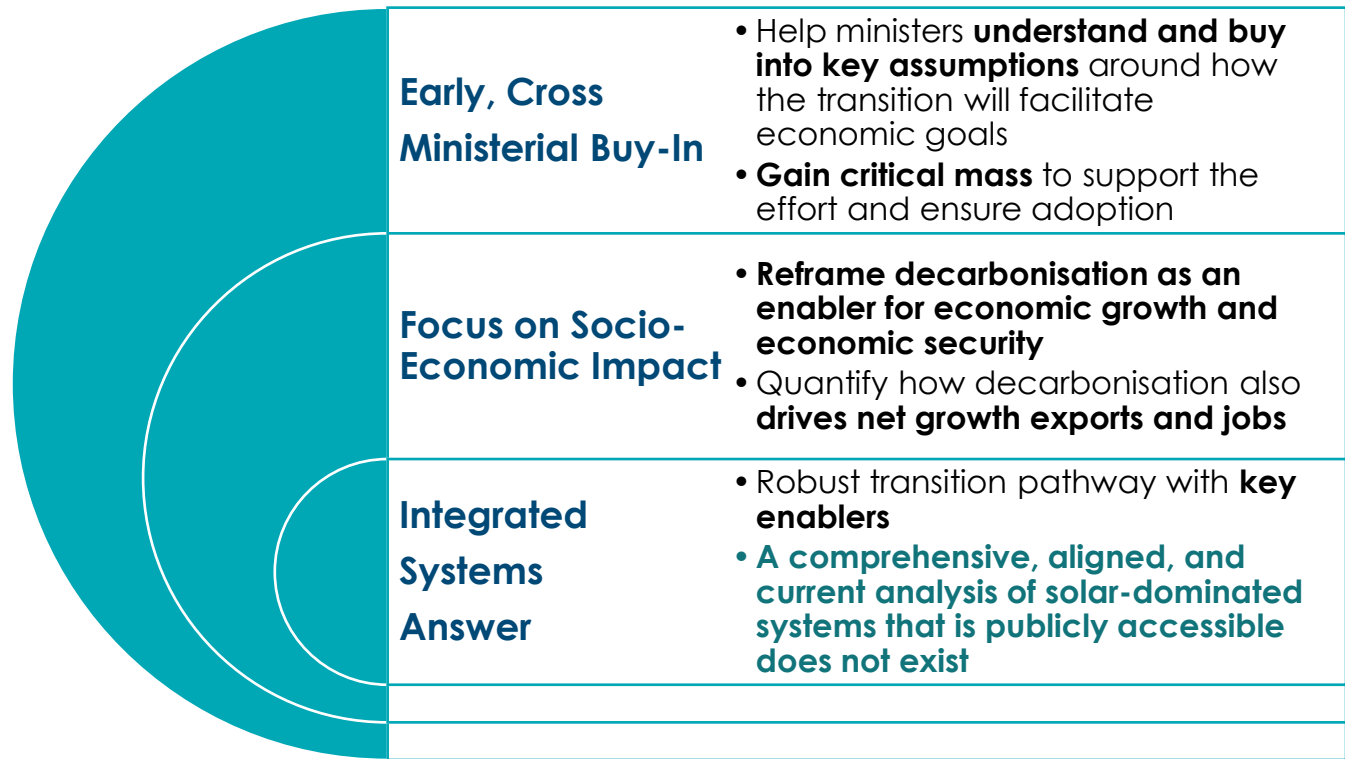 Early, Cross
Ministerial Buy-In
• Help ministers understand and buy
into key assumptions around how
the transition will facilitate
economic goals
• Gain critical mass to support the
effort and ensure adoption
Focus on Socio-
Economic Impact
• Reframe decarbonisation as an
enabler for economic growth and
economic security
• Quantify how decarbonisation also
drives net growth exports and jobs
Integrated
Systems
Answer
• Robust transition pathway with key
enablers
• A comprehensive, aligned, and
current analysis of solar-dominated
systems that is publicly accessible
does not exist